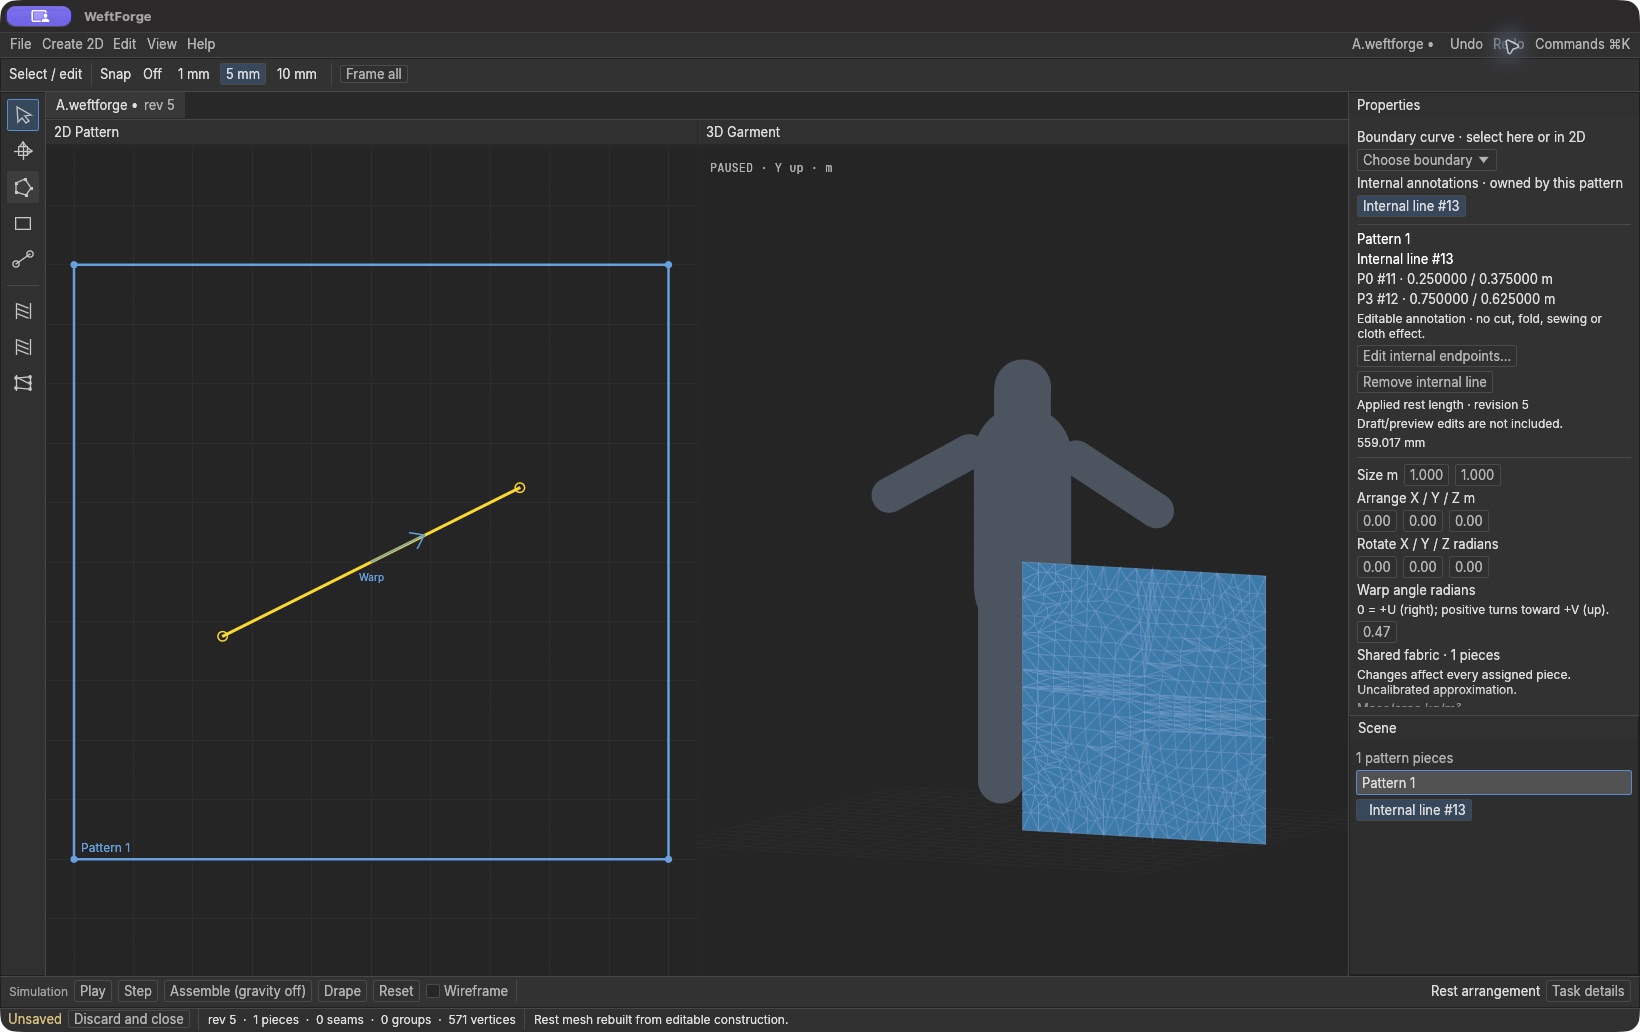 WeftForge
File Create 2D Edit View Help
A.weftforge • Undo Redo Commands ⌘K
Select / edit Snap Off 1 mm 5 mm 10 mm Frame all
A.weftforge • rev 5
2D Pattern
3D Garment
PAUSED · Y up · m
Warp
Pattern 1
Properties
Boundary curve · select here or in 2D
Choose boundary
Internal annotations · owned by this pattern
Internal line #13
Pattern 1
Internal line #13
P0 #11 · 0.250000 / 0.375000 m
P3 #12 · 0.750000 / 0.625000 m
Editable annotation · no cut, fold, sewing or
cloth effect.
Edit internal endpoints...
Remove internal line
Applied rest length · revision 5
Draft/preview edits are not included.
559.017 mm
Size m 1.000 1.000
Arrange X / Y / Z m
0.00 0.00 0.00
Rotate X / Y / Z radians
0.00 0.00 0.00
Warp angle radians
0 = +U (right); positive turns toward +V (up).
0.47
Shared fabric · 1 pieces
Changes affect every assigned piece.
Uncalibrated approximation.
Scene
1 pattern pieces
Pattern 1
Internal line #13
Simulation Play Step Assemble (gravity off) Drape Reset Wireframe
Rest arrangement Task details
Unsaved Discard and close rev 5 · 1 pieces · 0 seams · 0 groups · 571 vertices Rest mesh rebuilt from editable construction.